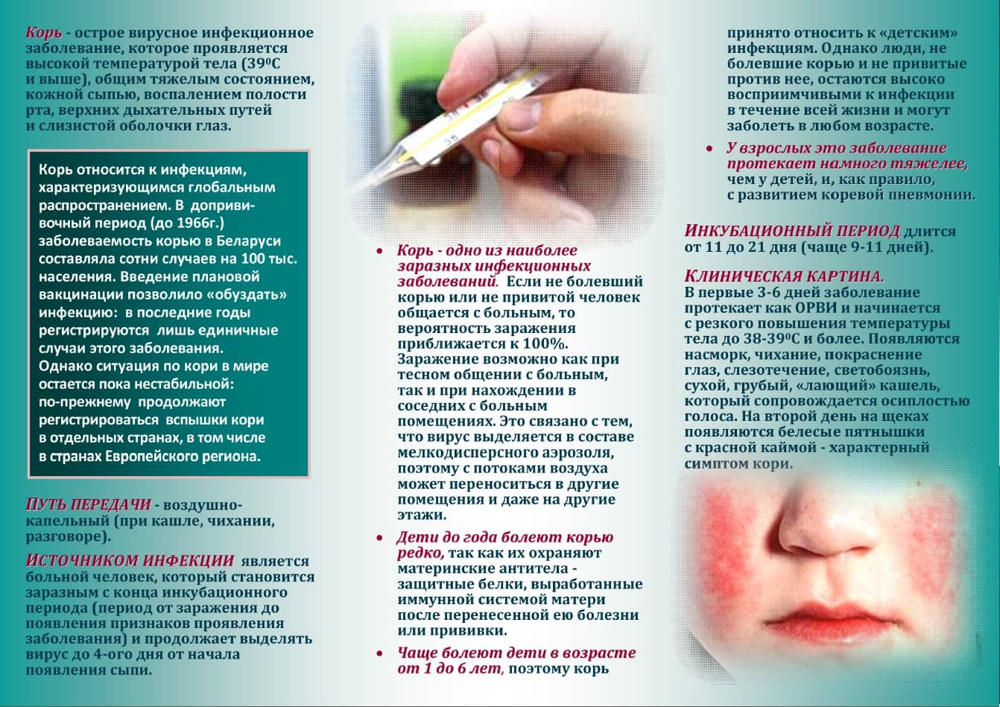 Корь - острое вирусное инфекционное
заболевание, которое проявляется
высокой температурой тела (39⁰С
и выше), общим тяжелым состоянием,
кожной сыпью, воспалением полости
рта, верхних дыхательных путей
и слизистой оболочки глаз.
Корь относится к инфекциям,
характеризующимся глобальным
распространением. В доприви-
вочный период (до 1966г.)
заболеваемость корью в Беларуси
составляла сотни случаев на 100 тыс.
населения. Введение плановой
вакцинации позволило «обуздать»
инфекцию: в последние годы
регистрируются лишь единичные
случаи этого заболевания.
Однако ситуация по кори в мире
остается пока нестабильной:
по-прежнему продолжают
регистрироваться вспышки кори
в отдельных странах, в том числе
в странах Европейского региона.
ПУТЬ ПЕРЕДАЧИ - воздушно-
капельный (при кашле, чихании,
разговоре).
ИСТОЧНИКОМ ИНФЕКЦИИ является
больной человек, который становится
заразным с конца инкубационного
периода (период от заражения до
появления признаков проявления
заболевания) и продолжает выделять
вирус до 4-ого дня от начала
появления сыпи.
38
35
• Корь - одно из наиболее
заразных инфекционных
заболеваний. Если не болевший
корью или не привитой человек
общается с больным, то
вероятность заражения
приближается к 100%.
Заражение возможно как при
тесном общении с больным,
так и при нахождении в
соседних с больным
помещениях. Это связано с тем,
что вирус выделяется в составе
мелкодисперсного аэрозоля,
поэтому с потоками воздуха
может переноситься в другие
помещения и даже на другие
этажи.
• Дети до года болеют корью
редко, так как их охраняют
материнские антитела -
защитные белки, выработанные
иммунной системой матери
после перенесенной ею болезни
или прививки.
• Чаще болеют дети в возрасте
от 1 до 6 лет, поэтому корь
принято относить к «детским»
инфекциям. Однако люди, не
болевшие корью и не привитые
против нее, остаются высоко
восприимчивыми к инфекции
в течение всей жизни и могут
заболеть в любом возрасте.
• У взрослых это заболевание
протекает намного тяжелее,
чем у детей, и, как правило,
с развитием коревой пневмонии.
ИНКУБАЦИОННЫЙ ПЕРИОД длится
от 11 до 21 дня (чаще 9-11 дней).
КЛИНИЧЕСКАЯ КАРТИНА.
В первые 3-6 дней заболевание
протекает как ОРВИ и начинается
с резкого повышения температуры
тела до 38-39⁰С и более. Появляются
насморк, чихание, покраснение
глаз, слезотечение, светобоязнь,
сухой, грубый, «лающий» кашель,
который сопровождается осиплостью
голоса. На второй день на щеках
появляются белесые пятнышки
с красной каймой - характерный
симптом кори.